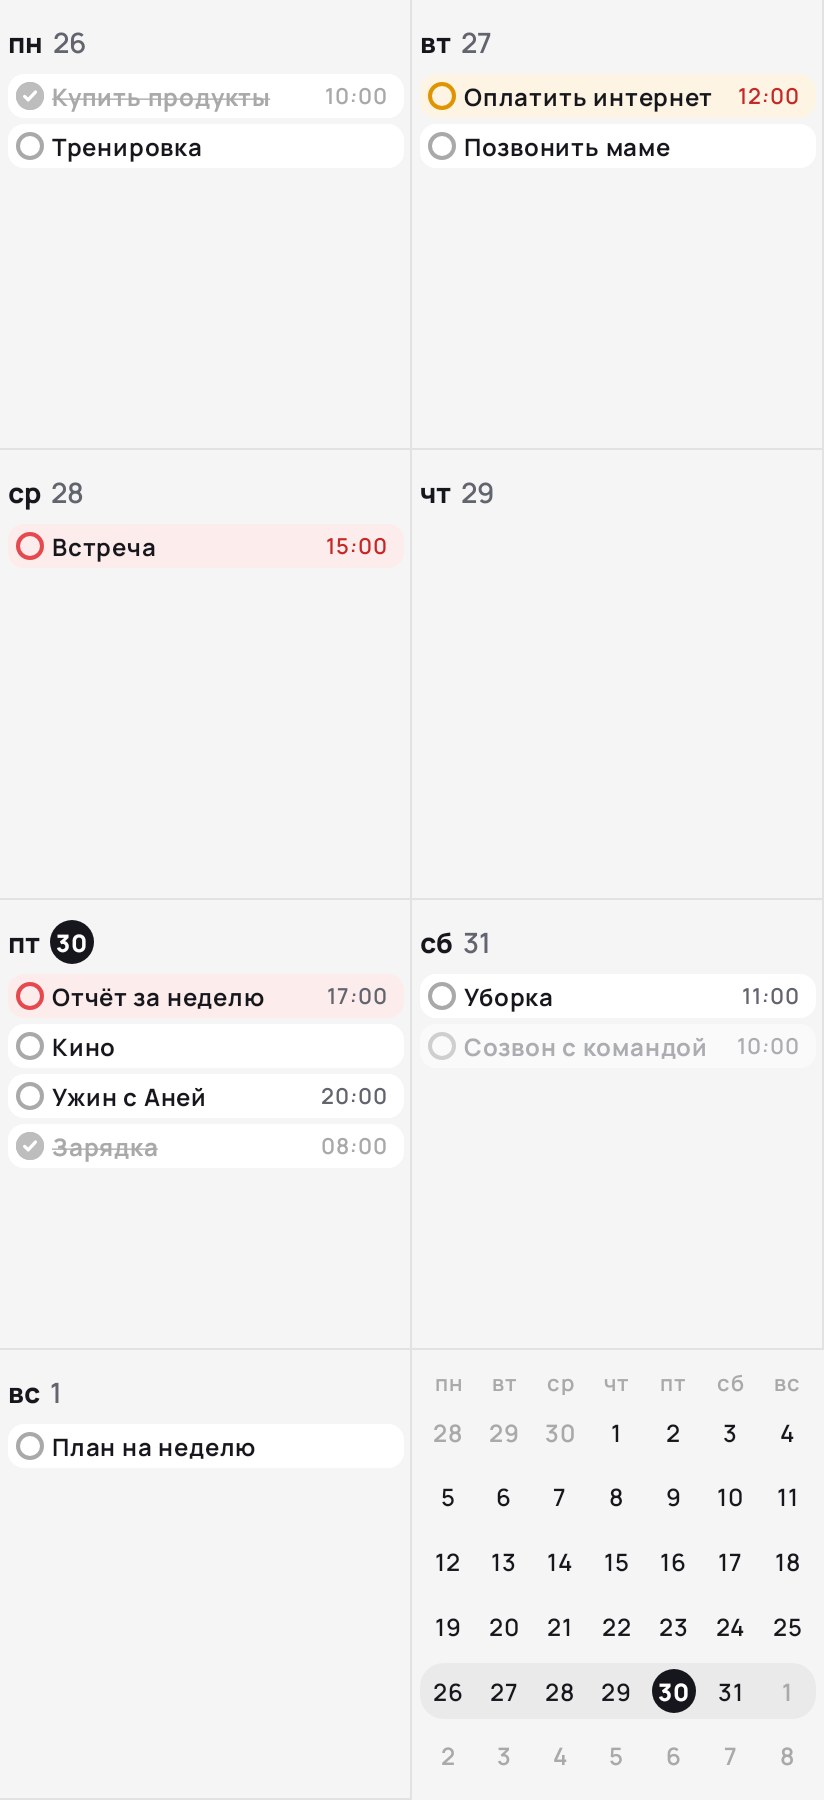 пн 26
Купить продукты 10:00
Тренировка
вт 27
Оплатить интернет 12:00
Позвонить маме
ср 28
Встреча 15:00
чт 29
пт 30
Отчёт за неделю 17:00
Кино
Ужин с Аней 20:00
Зарядка 08:00
сб 31
Уборка 11:00
Созвон с командой 10:00
вс 1
План на неделю
пн вт ср чт пт сб вс
28 29 30 1 2 3 4
5 6 7 8 9 10 11
12 13 14 15 16 17 18
19 20 21 22 23 24 25
26 27 28 29 30 31 1
2 3 4 5 6 7 8